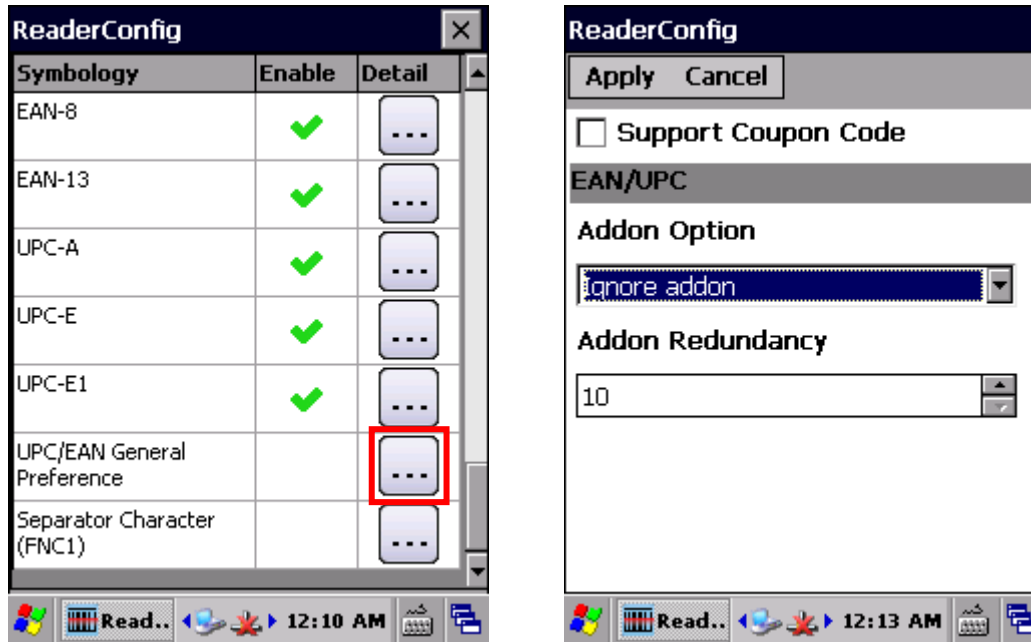 ReaderConfig
Symbology Enable Detail
EAN-8 ...
EAN-13 ...
UPC-A ...
UPC-E ...
UPC-E1 ...
UPC/EAN General
Preference ...
Separator Character
(FNC1) ...
Read.. 12:10 AM
ReaderConfig
Apply Cancel
Support Coupon Code
EAN/UPC
Addon Option
Ignore addon
Addon Redundancy
10
Read.. 12:13 AM